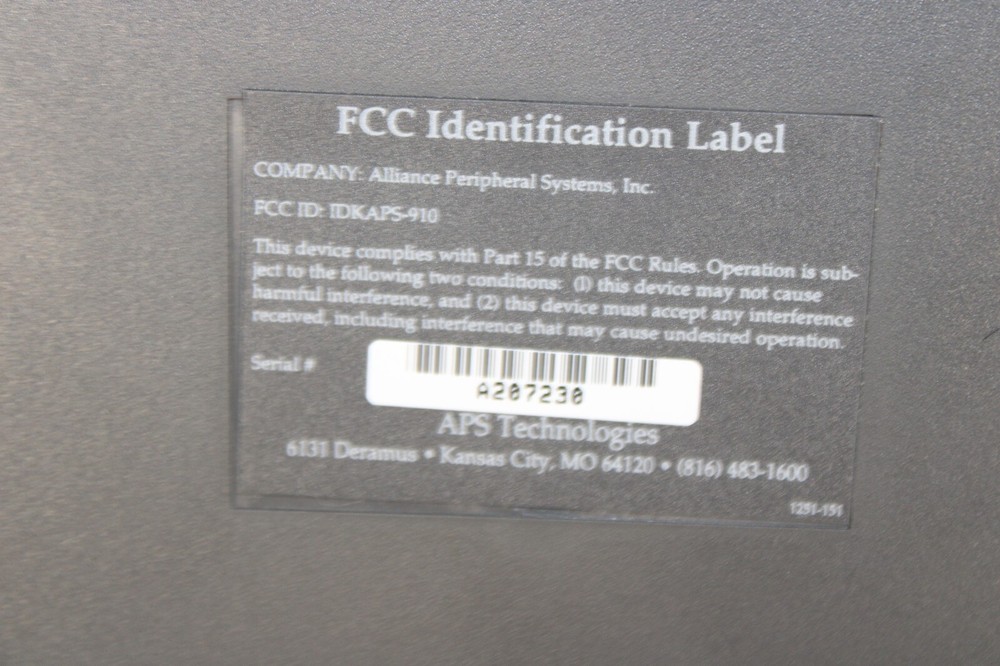 FCC Identification Label
COMPANY: Alliance Peripheral Systems, Inc.
FCC ID: IDKAPS-910
This device complies with Part 15 of the FCC Rules. Operation is sub-
ject to the following two conditions: (1) this device may not cause
harmful interference, and (2) this device must accept any interference
received, including interference that may cause undesired operation.
Serial #
A207230
APS Technologies
6131 Deramus • Kansas City, MO 64120 • (816) 483-1600
1251-151